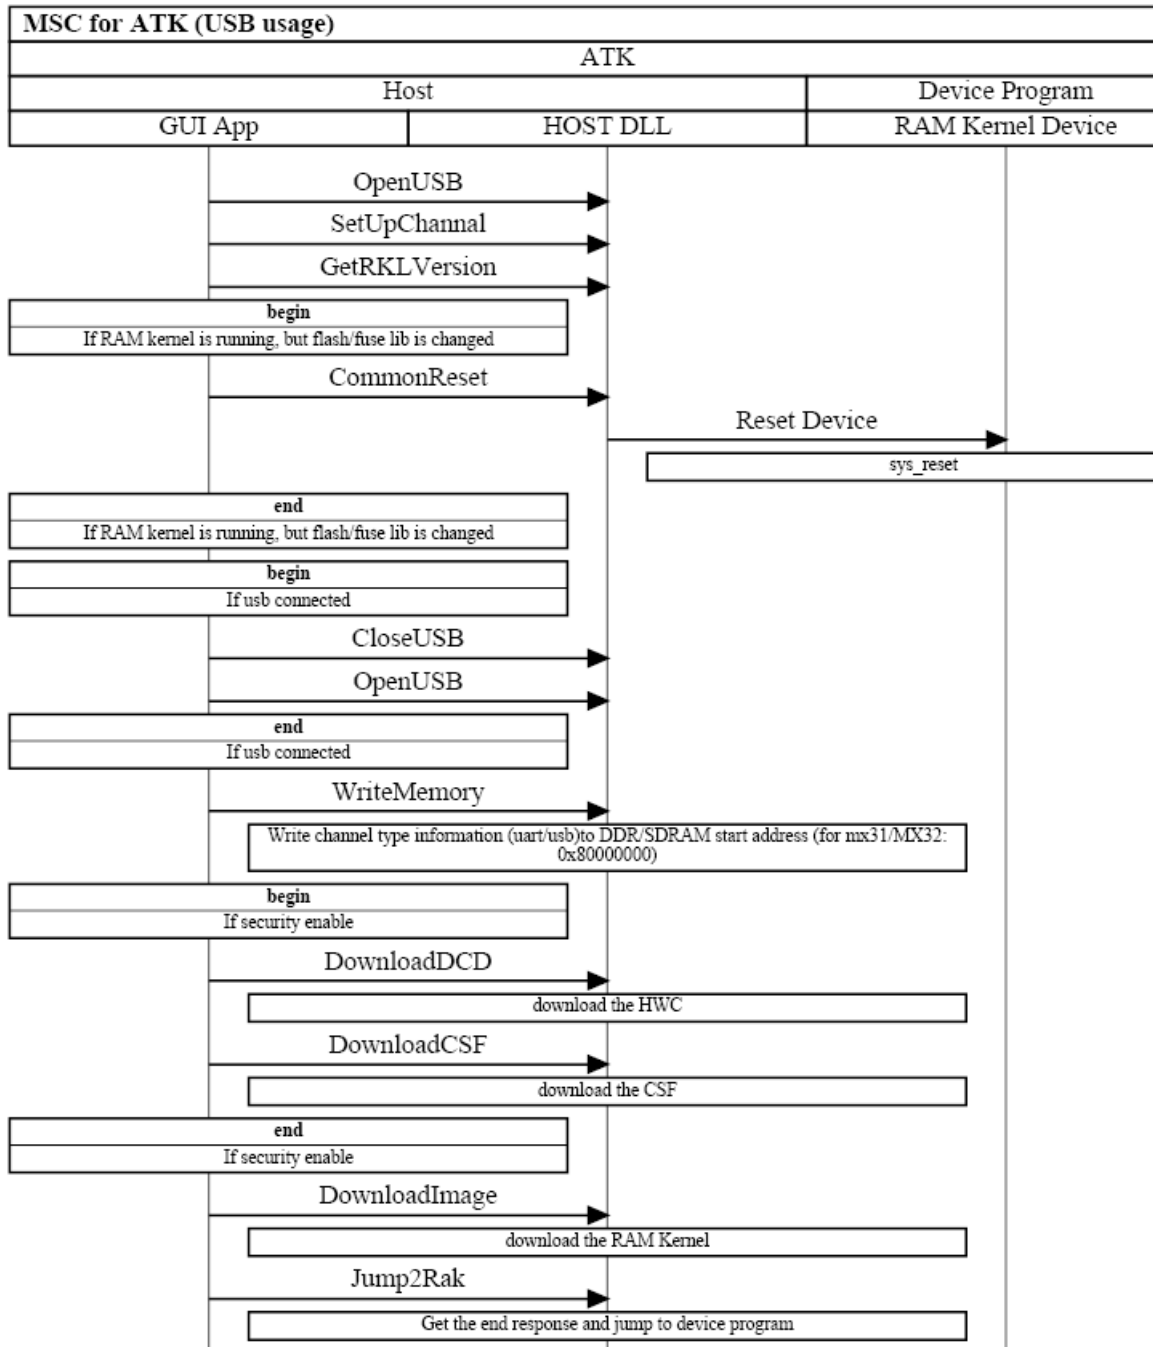 MSC for ATK (USB usage)
ATK
Host
Device Program
GUI App
HOST DLL
RAM Kernel Device
OpenUSB
SetUpChannal
GetRKLVersion
begin
If RAM kernel is running, but flash/fuse lib is changed
CommonReset
Reset Device
sys_reset
end
If RAM kernel is running, but flash/fuse lib is changed
begin
If usb connected
CloseUSB
OpenUSB
end
If usb connected
WriteMemory
Write channel type information (uart/usb)to DDR/SDRAM start address (for mx31/MX32:
0x80000000)
begin
If security enable
DownloadDCD
download the HWC
DownloadCSF
download the CSF
end
If security enable
DownloadImage
download the RAM Kernel
Jump2Rak
Get the end response and jump to device program